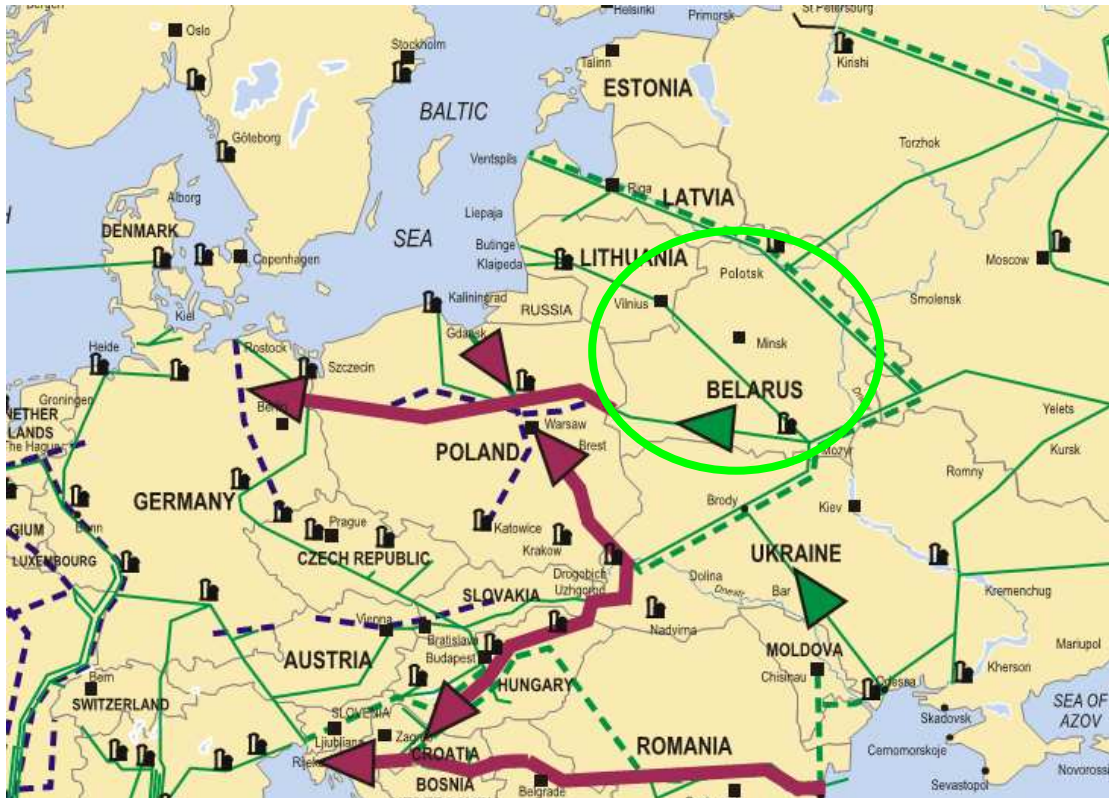 Bergen
Helsinki
Primorsk
St Petersburg
Oslo
Stockholm
Talinn
Kirishi
ESTONIA
BALTIC
Göteborg
Torzhok
Ventspils
Riga
LATVIA
Alborg
Liepaja
DENMARK
SEA
Butinge
LITHUANIA
Moscow
Copenhagen
Klaipeda
Polotsk
Kaliningrad
Vilnius
Smolensk
RUSSIA
Kiel
Gdansk
Minsk
Heide
Rostock
Szczecin
BELARUS
Groningen
NETHER
LANDS
The Hague
Warsaw
Yelets
POLAND
Brest
Mozyr
Kursk
Romny
GERMANY
Brody
Kiev
Prague
Katowice
GIUM
Bonn
LUXEMBOURG
CZECH REPUBLIC
Krakow
UKRAINE
Drogobich
Uzhgorod
Dolina
Dnestr
Bar
Kremenchug
SLOVAKIA
Vienna
Bratislava
Nadvirna
Mariupol
Budapest
MOLDOVA
AUSTRIA
Chisinau
Kherson
Bern
HUNGARY
Odessa
SWITZERLAND
SEA OF
AZOV
SLOVENIA
Skadovsk
Ljubljana
Zagreb
ROMANIA
Cernomorskoje
CROATIA
Rijeka
BOSNIA
Belgrade
Novorossi
Sevastopol